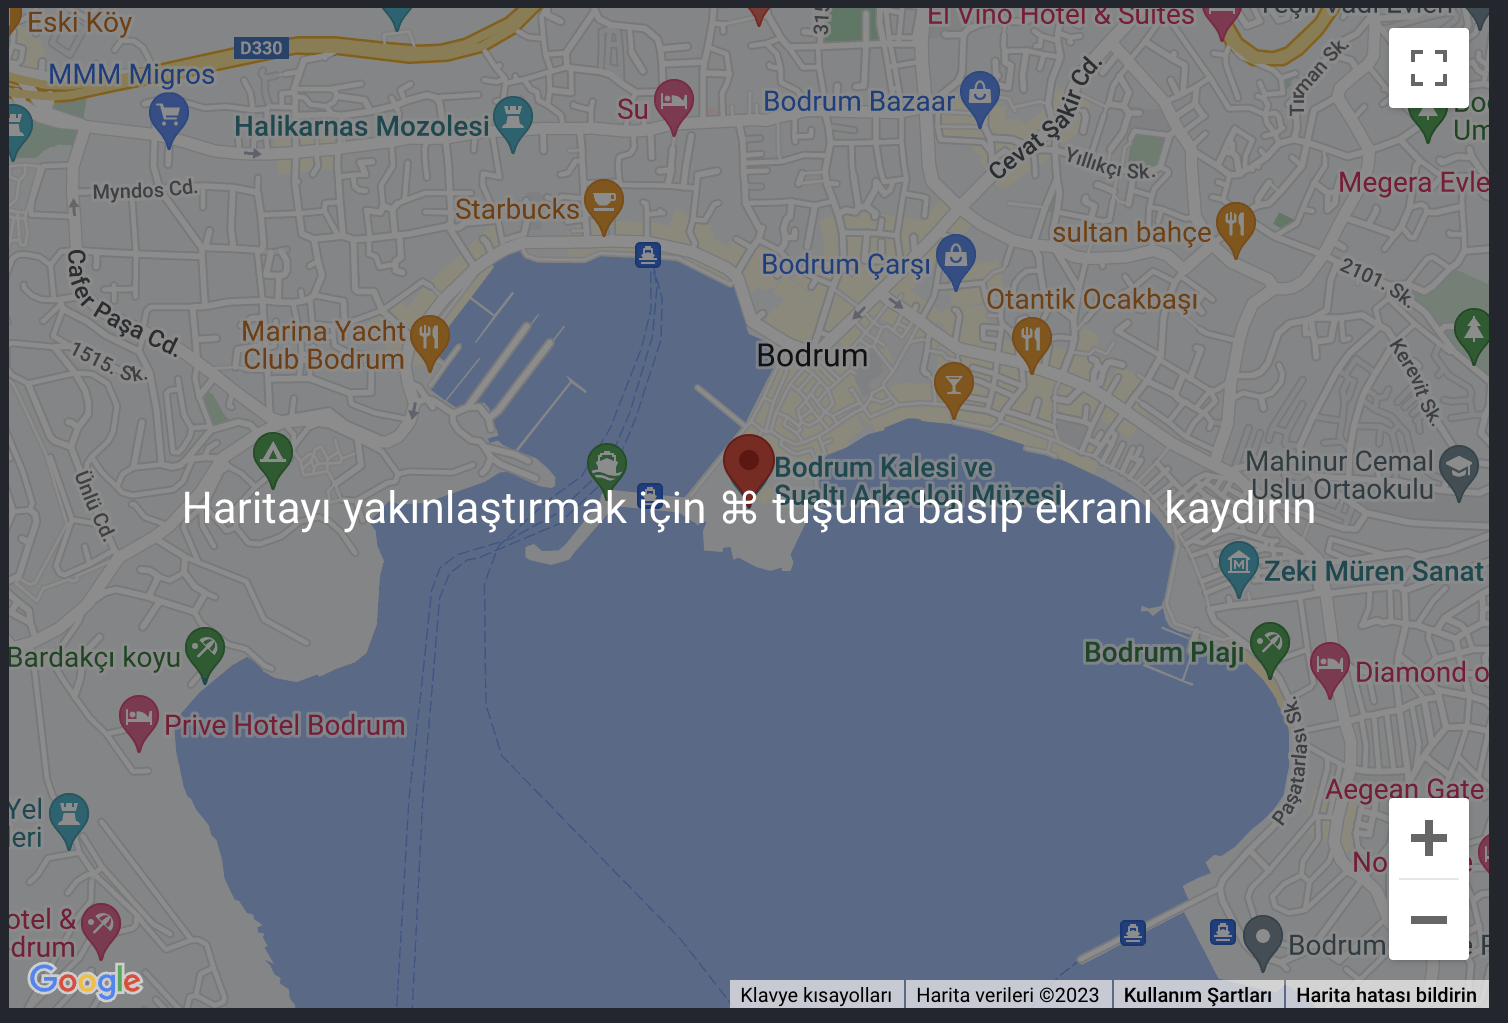 Eski Köy
El Vino Hotel & Suites
D330
MMM Migros
Su
Bodrum Bazaar
Cevat Şakir Cd.
Tırman Sk.
Halikarnas Mozolesi
Yıllıkçı Sk.
Myndos Cd.
Megera Evle
Starbucks
sultan bahçe
Bodrum Çarşı
2101. Sk.
Cafer Paşa Cd.
Otantik Ocakbaşı
Marina Yacht
Club Bodrum
1515. Sk.
Bodrum
Kerevit Sk.
Bodrum Kalesi ve
Sualtı Arkeoloji Müzesi
Mahinur Cemal
Uslu Ortaokulu
Ünlü Cd.
Haritayı yakınlaştırmak için ⌘ tuşuna basıp ekranı kaydırın
Zeki Müren Sanat
Bardakçı koyu
Bodrum Plajı
Diamond o
Prive Hotel Bodrum
Paşatarlası Sk.
Aegean Gate
Yel
leri
No
otel &
drum
Bodrum
Google
Klavye kısayolları
Harita verileri ©2023
Kullanım Şartları
Harita hatası bildirin